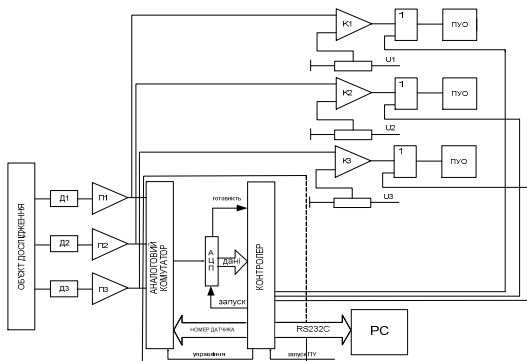 К1
1
ПУО
U1
К2
1
ПУО
U2
К3
1
ПУО
U3
ОБ'ЄКТ ДОСЛІДЖЕННЯ
Д1
П1
Д2
П2
Д3
П3
АНАЛОГОВИЙ
КОМУТАТОР
готовність
АЦП
дані
запуск
КОНТРОЛЕР
НОМЕР ДАТЧИКА
RS232C
PC
управління
запуск ПУ